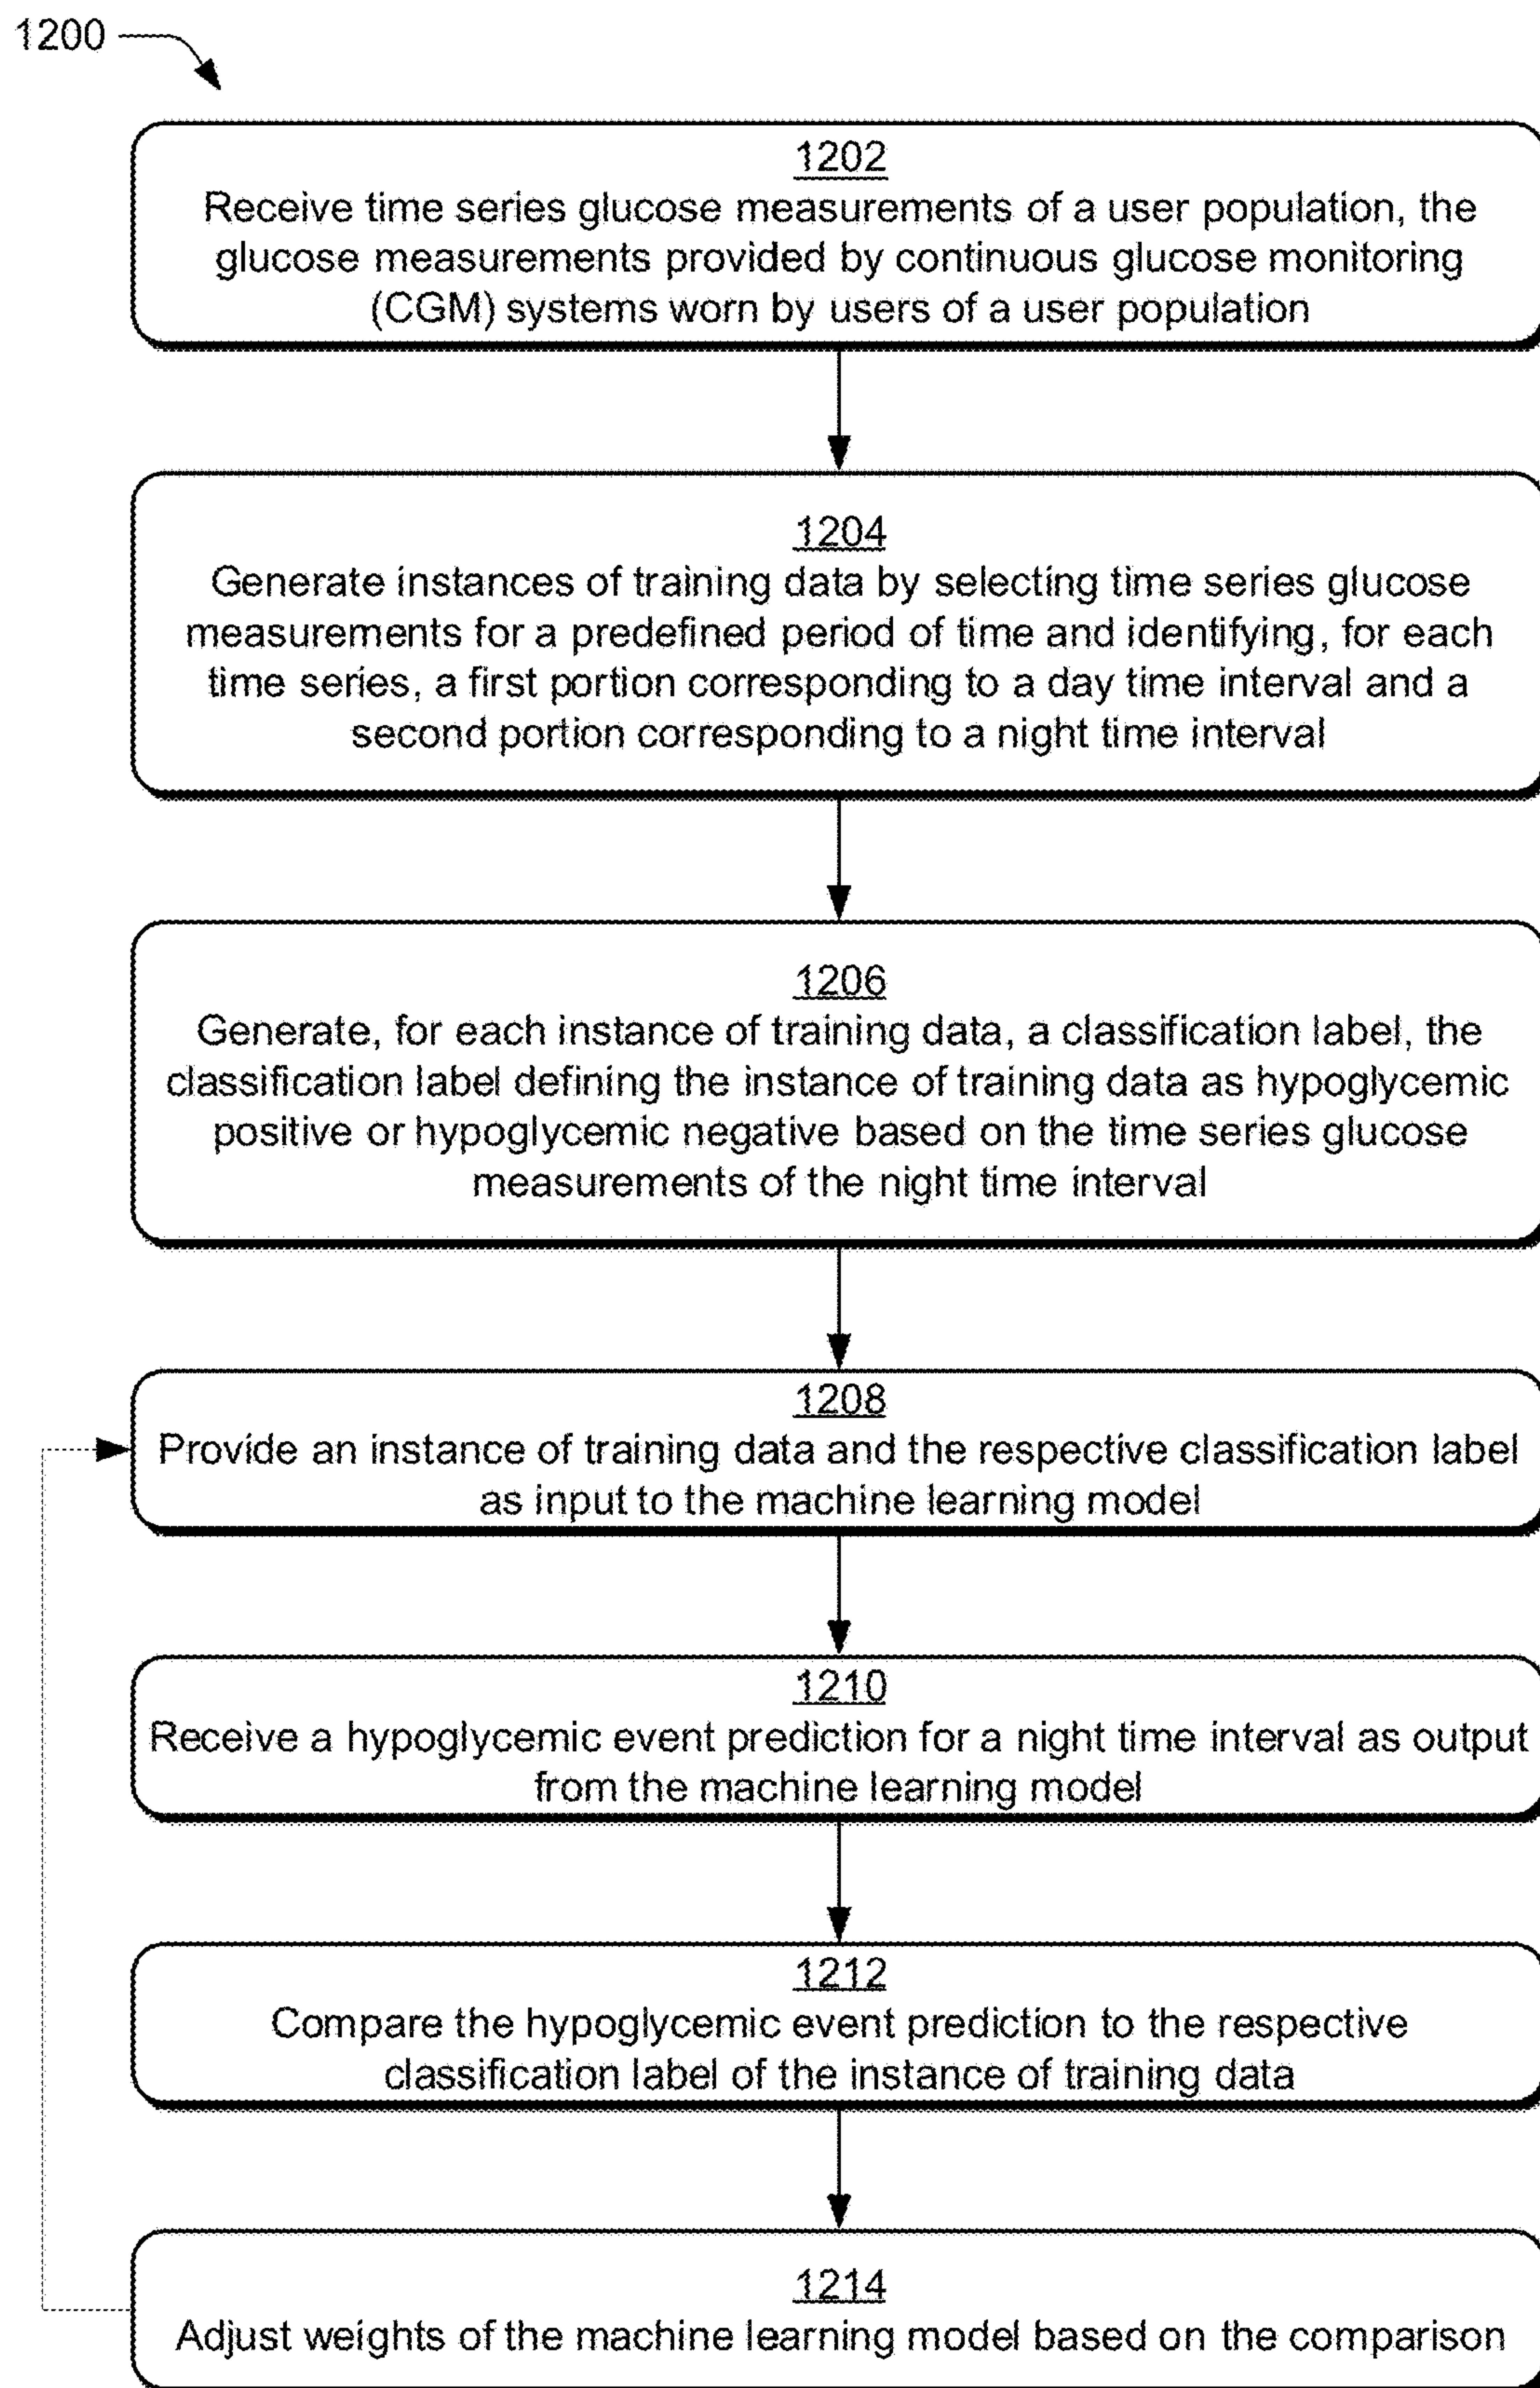 1200
1202
Receive time series glucose measurements of a user population, the
glucose measurements provided by continuous glucose monitoring
(CGM) systems worn by users of a user population
1204
Generate instances of training data by selecting time series glucose
measurements for a predefined period of time and identifying, for each
time series, a first portion corresponding to a day time interval and a
second portion corresponding to a night time interval
1206
Generate, for each instance of training data, a classification label, the
classification label defining the instance of training data as hypoglycemic
positive or hypoglycemic negative based on the time series glucose
measurements of the night time interval
1208
Provide an instance of training data and the respective classification label
as input to the machine learning model
1210
Receive a hypoglycemic event prediction for a night time interval as output
from the machine learning model
1212
Compare the hypoglycemic event prediction to the respective
classification label of the instance of training data
1214
Adjust weights of the machine learning model based on the comparison